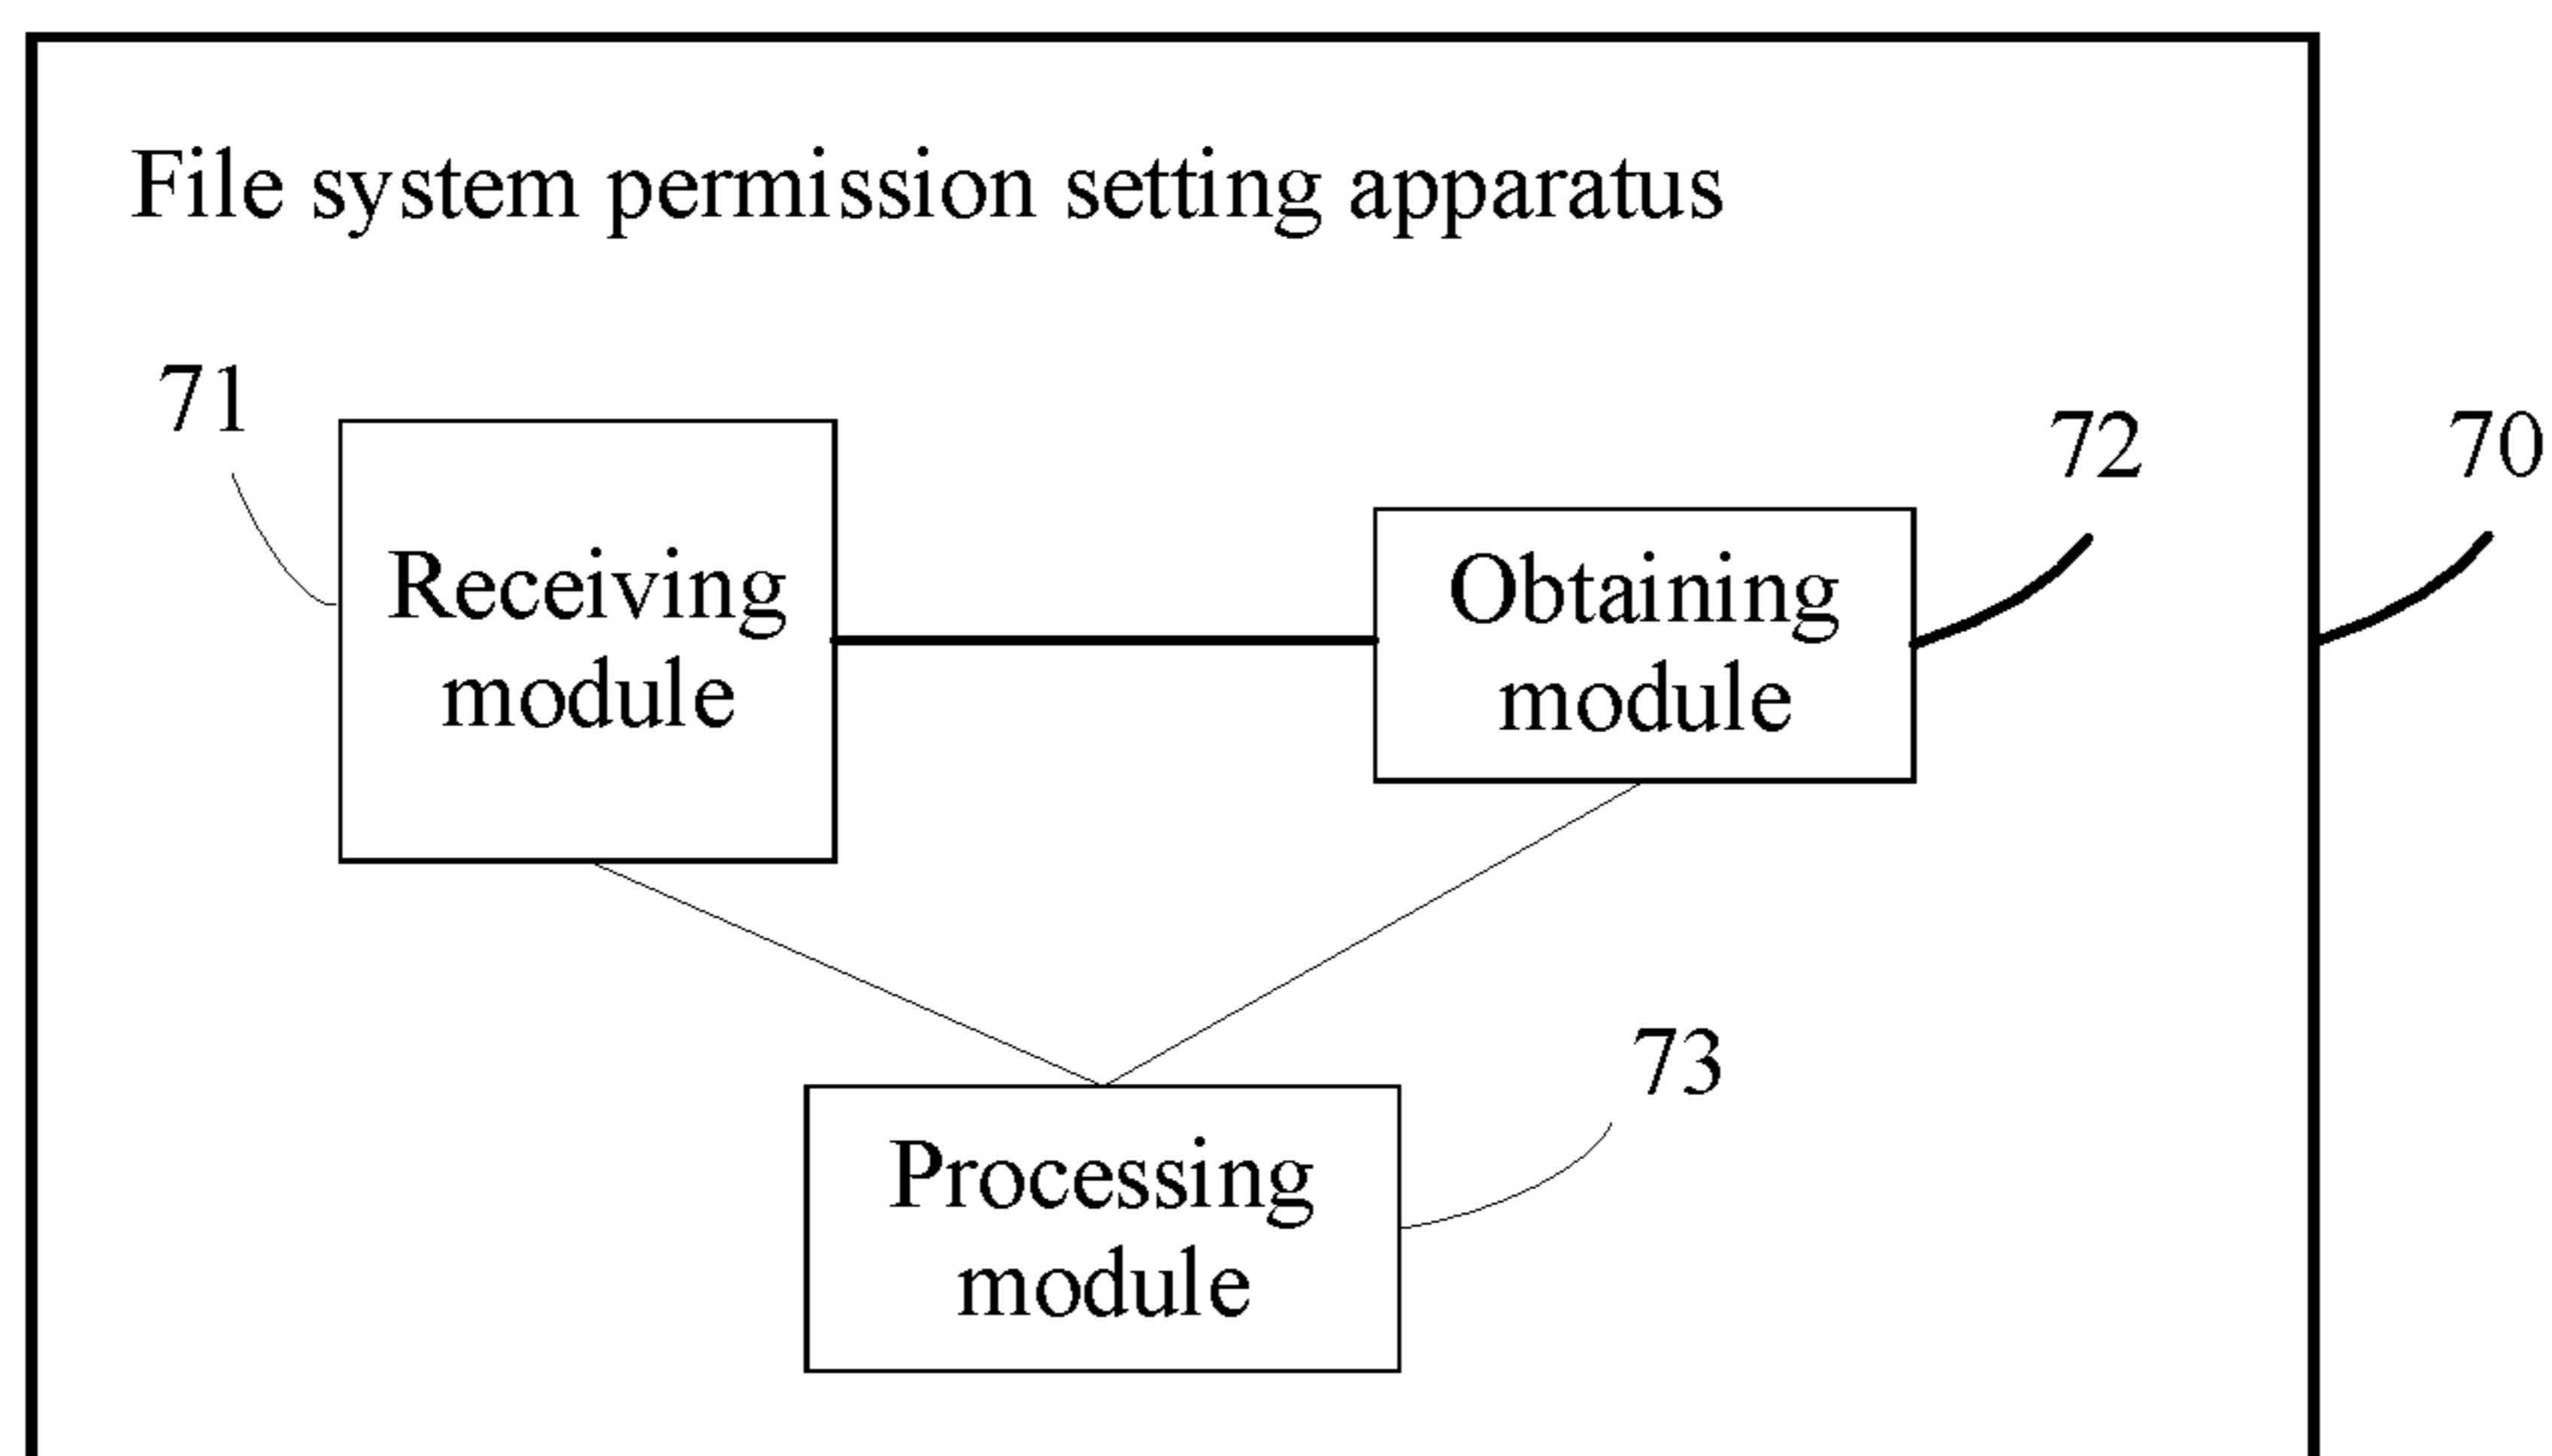 File system permission setting apparatus
71
72
70
Receiving
module
Obtaining
module
73
Processing
module